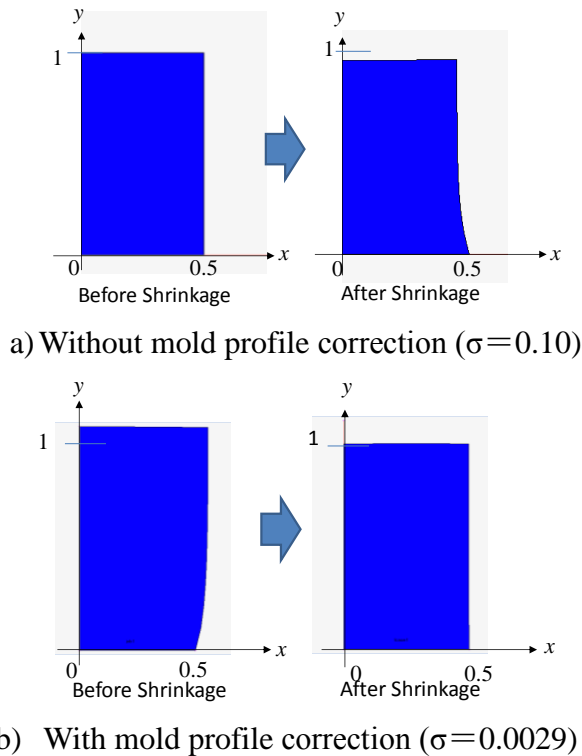 y
y
1
1
x
x
0
0.5
0
0.5
Before Shrinkage
After Shrinkage
a) Without mold profile correction (σ＝0.10)
y
y
1
1
x
x
0
0.5
0
0.5
Before Shrinkage
After Shrinkage
b) With mold profile correction (σ＝0.0029)